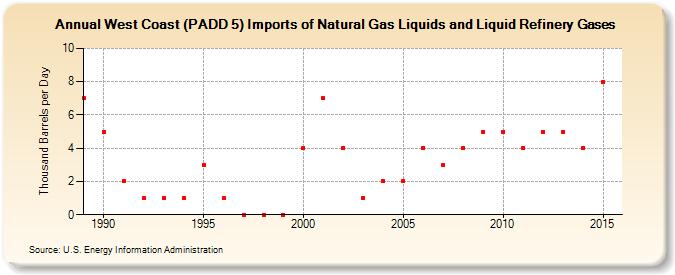 Annual West Coast (PADD 5) Imports of Natural Gas Liquids and Liquid Refinery Gases
Thousand Barrels per Day
10
8
6
4
2
0
1990 1995 2000 2005 2010 2015
Source: U.S. Energy Information Administration